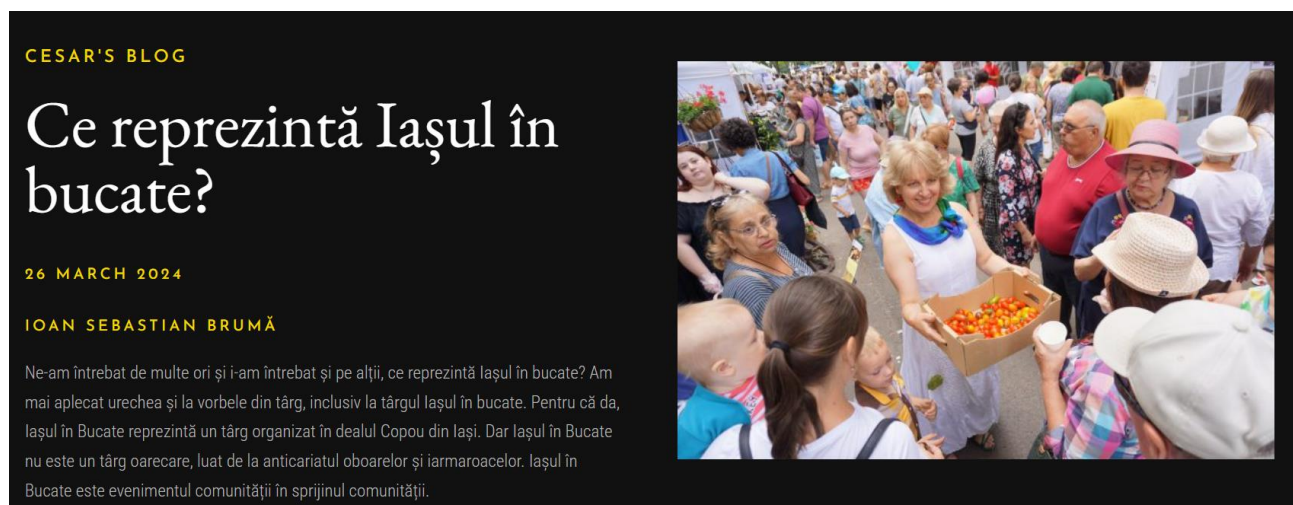 CESAR'S BLOG
Ce reprezintă Iașul în
bucate?
26 MARCH 2024
IOAN SEBASTIAN BRUMĂ
Ne-am întrebat de multe ori și i-am întrebat și pe alții, ce reprezintă Iașul în bucate? Am
mai aplecat urechea și la vorbele din târg, inclusiv la târgul Iașul în bucate. Pentru că da,
Iașul în Bucate reprezintă un târg organizat în dealul Copou din Iași. Dar Iașul în Bucate
nu este un târg oarecare, luat de la anticariatul oboarelor și iarmaroacelor. Iașul în
Bucate este evenimentul comunității în sprijinul comunității.